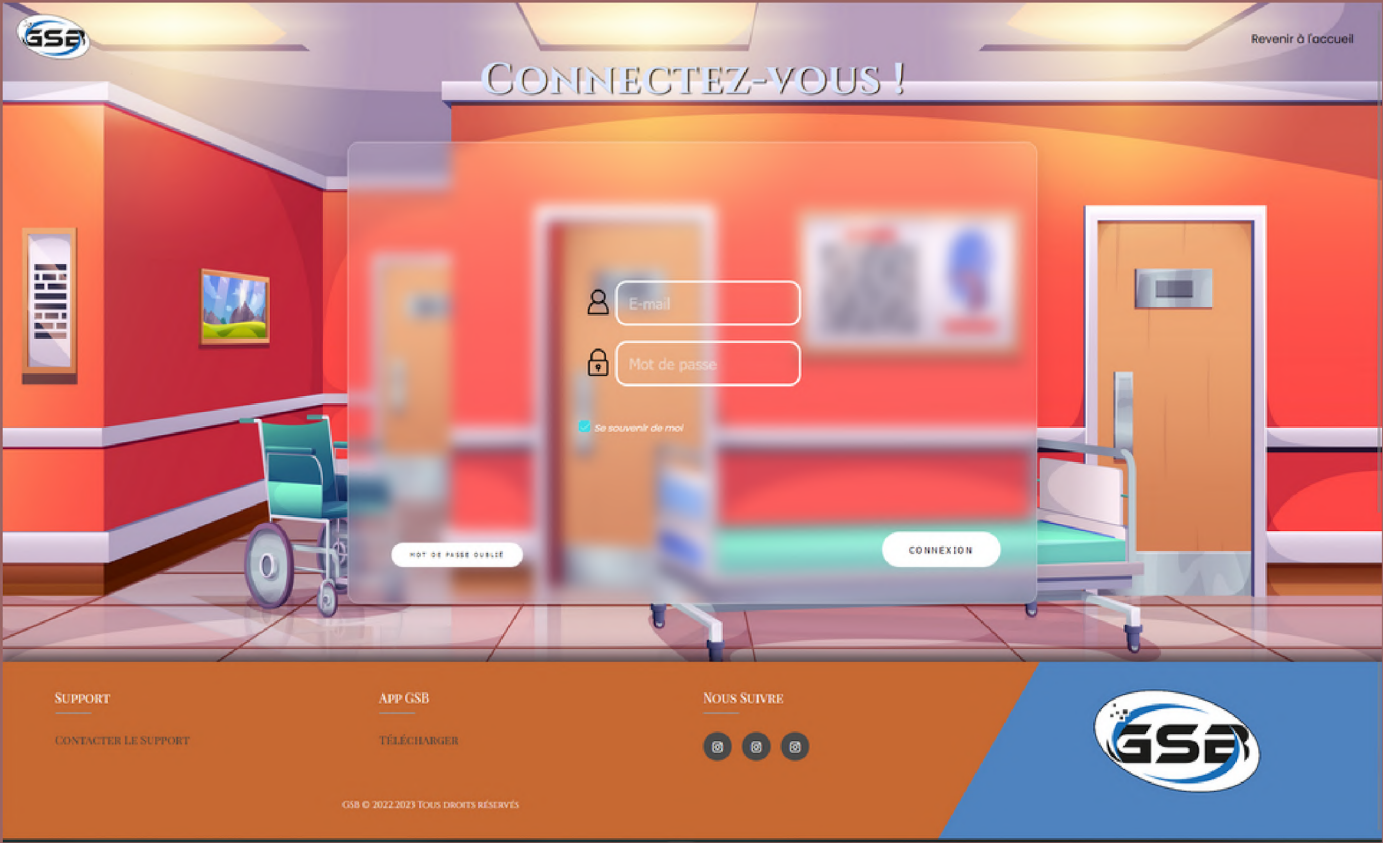 GSB
Revenir à l'accueil
CONNECTEZ-VOUS !
E-mail
Mot de passe
Se souvenir de moi
MOT DE PASSE OUBLIÉ
CONNEXION
SUPPORT
APP GSB
NOUS SUIVRE
CONTACTER LE SUPPORT
TÉLÉCHARGER
GSB
GSB © 2022.2023 TOUS DROITS RÉSERVÉS